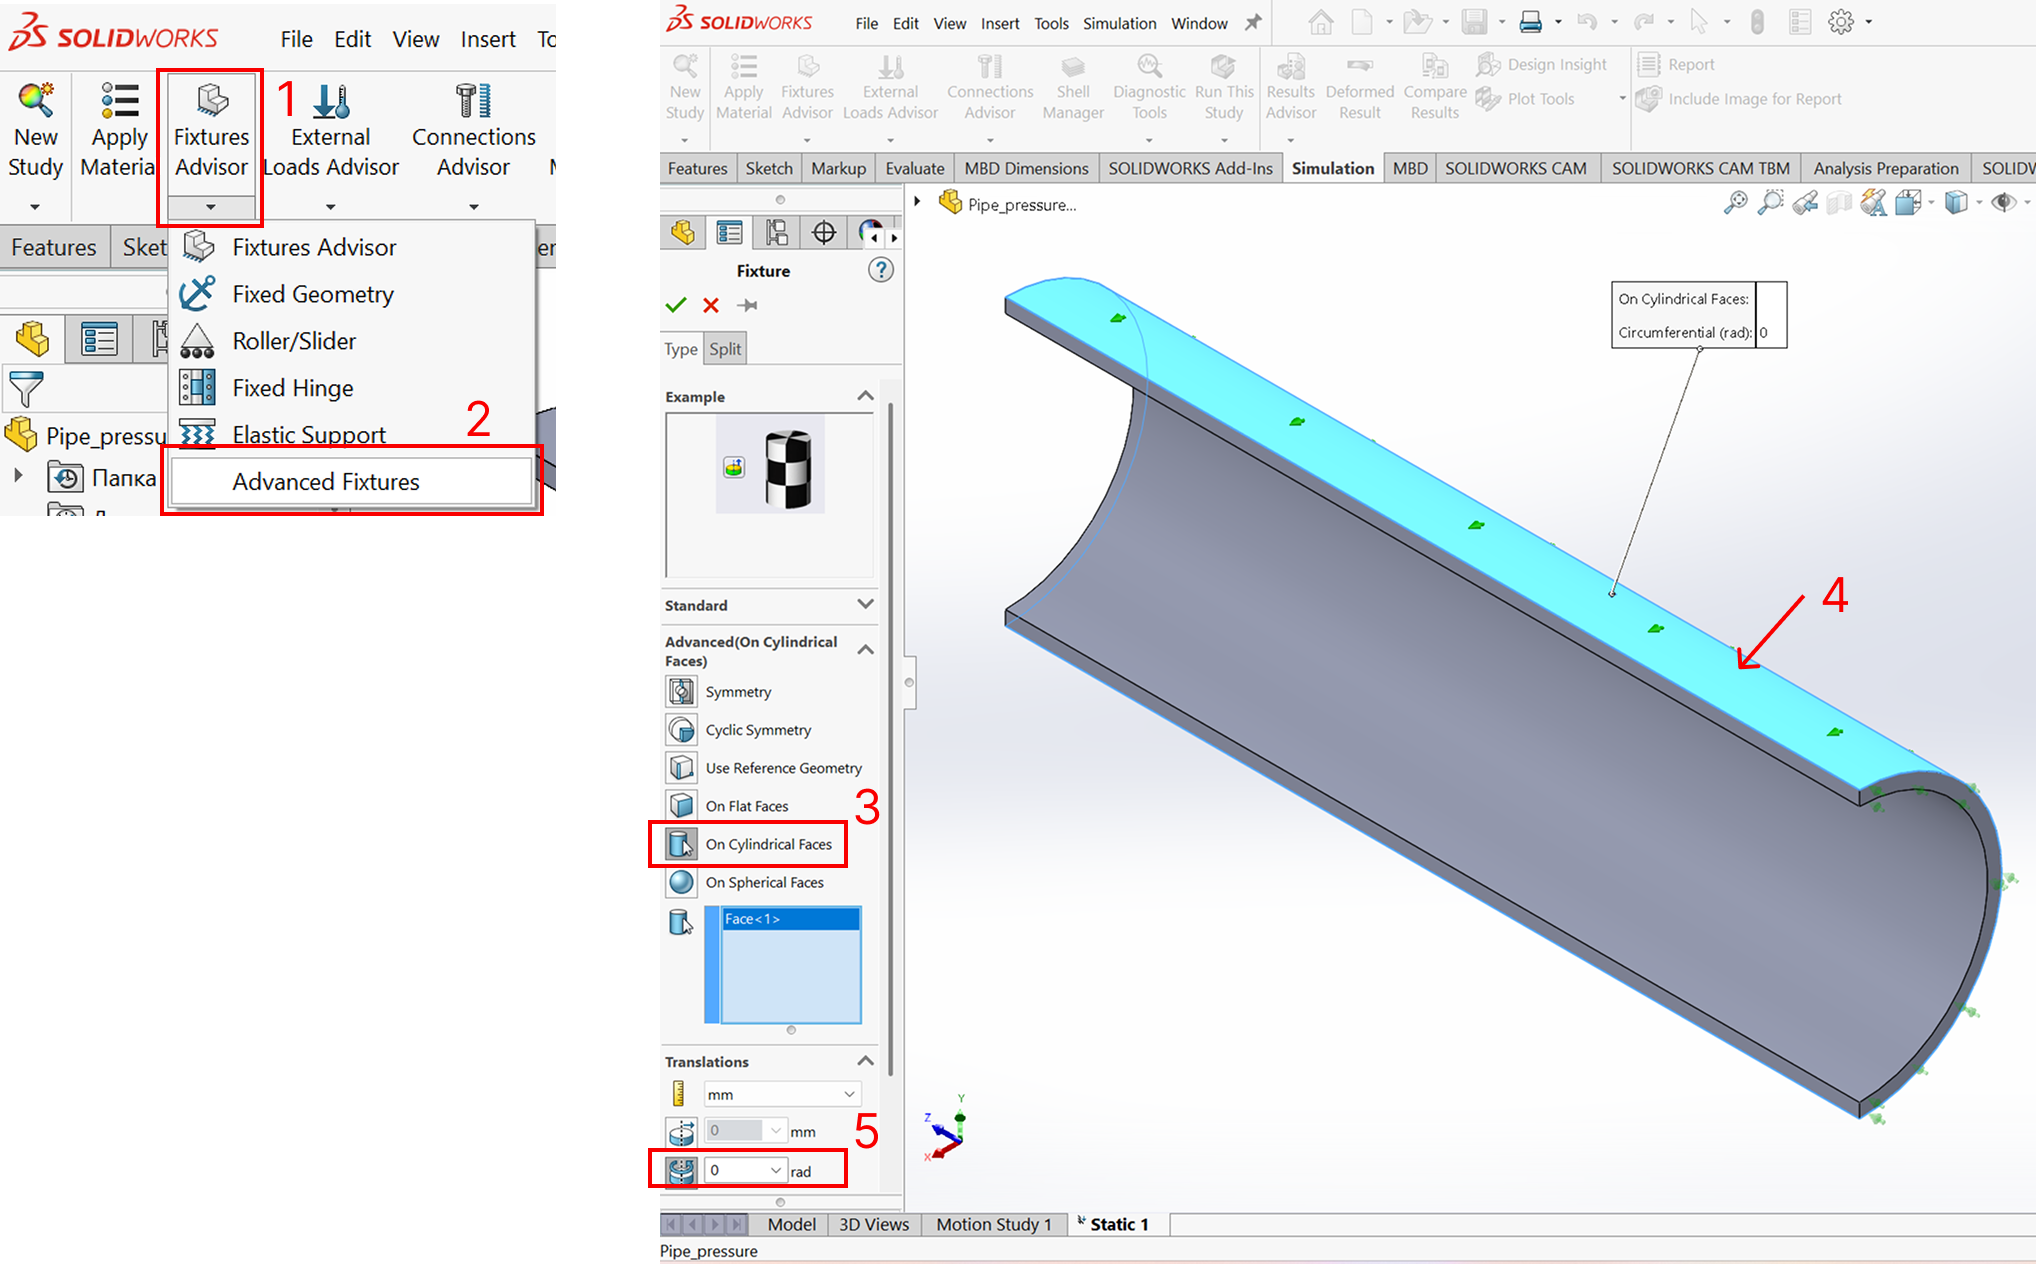 SOLIDWORKS
File Edit View Insert To
1
New Study
Apply Materia
Fixtures Advisor
External Loads Advisor
Connections Advisor
Features
Sket
er
Fixtures Advisor
Fixed Geometry
Roller/Slider
Fixed Hinge
Elastic Support
2
Advanced Fixtures
Pipe_pressu
Папка
SOLIDWORKS
File Edit View Insert Tools Simulation Window
New Study
Apply Material
Fixtures Advisor
External Loads Advisor
Connections Advisor
Shell Manager
Diagnostic Tools
Run This Study
Results Advisor
Deformed Result
Compare Results
Design Insight
Plot Tools
Report
Include Image for Report
Features Sketch Markup Evaluate MBD Dimensions SOLIDWORKS Add-Ins Simulation MBD SOLIDWORKS CAM SOLIDWORKS CAM TBM Analysis Preparation SOLIDW
Pipe_pressure...
Fixture
?
Type Split
Example
Standard
Advanced(On Cylindrical
Faces)
Symmetry
Cyclic Symmetry
Use Reference Geometry
On Flat Faces
3
On Cylindrical Faces
On Spherical Faces
Face<1>
Translations
mm
0 mm
5
0 rad
On Cylindrical Faces:
Circumferential (rad): 0
4
Y
Z
X
Model 3D Views Motion Study 1 Static 1
Pipe_pressure